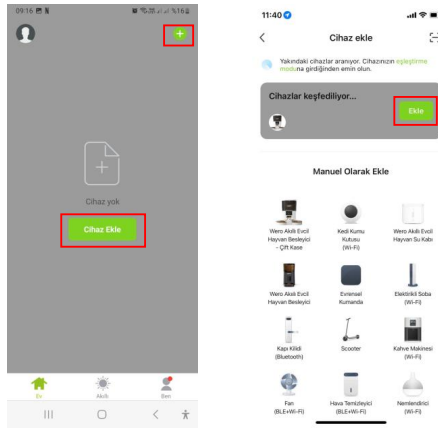 09:16
%16
Cihaz yok
Cihaz Ekle
Ev
Akıllı
Ben
11:40
Cihaz ekle
Yakındaki cihazlar aranıyor. Cihazınızın eşleştirme
moduna girdiğinden emin olun.
Cihazlar keşfediliyor...
Ekle
Manuel Olarak Ekle
Wero Akıllı Evcil
Hayvan Besleyici
- Çift Kase
Kedi Kumu
Kutusu
(Wi-Fi)
Wero Akıllı Evcil
Hayvan Su Kabı
Wero Akıllı Evcil
Hayvan Besleyici
Evrensel
Kumanda
Elektirikli Soba
(Wi-Fi)
Kapı Kilidi
(Bluetooth)
Scooter
Kahve Makinesi
(Wi-Fi)
Fan
(BLE+Wi-Fi)
Hava Temizleyici
(BLE+Wi-Fi)
Nemlendirici
(Wi-Fi)